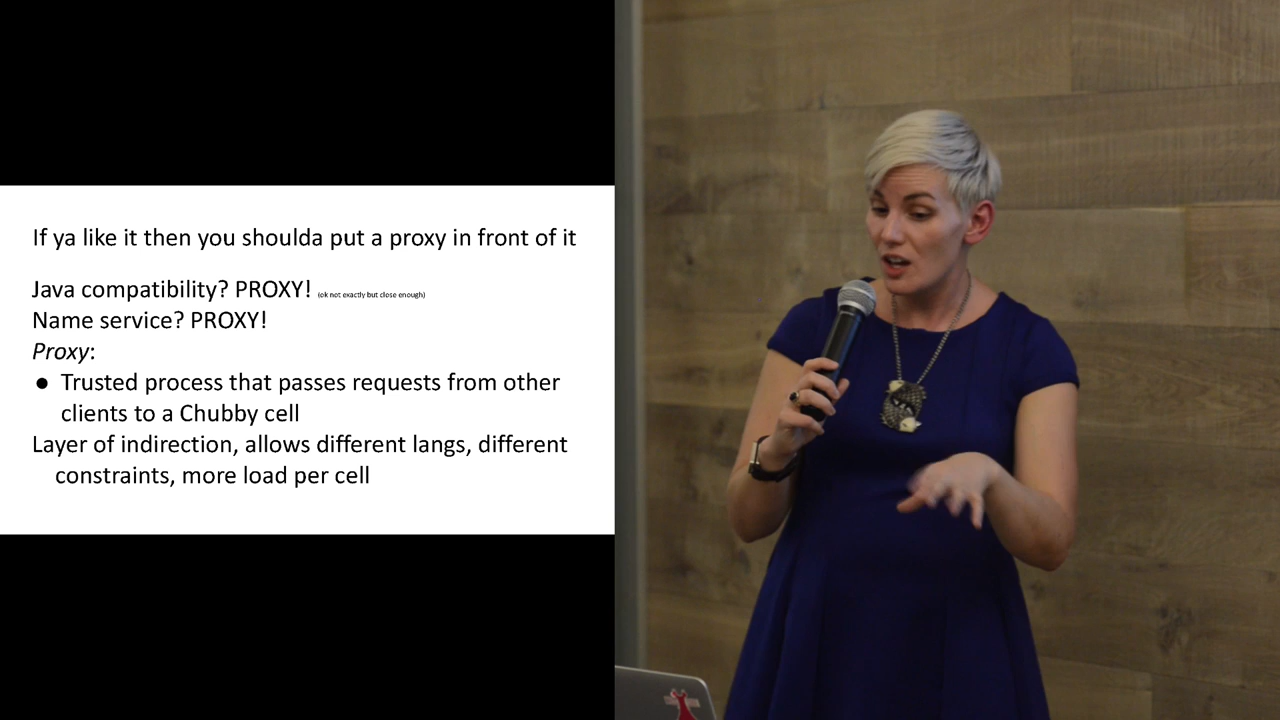 If ya like it then you shoulda put a proxy in front of it
Java compatibility? PROXY! (ok not exactly but close enough)
Name service? PROXY!
Proxy:
● Trusted process that passes requests from other
clients to a Chubby cell
Layer of indirection, allows different langs, different
constraints, more load per cell